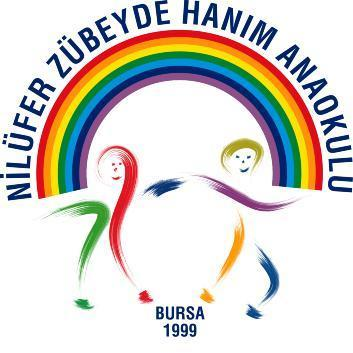 NİLÜFER ZÜBEYDE HANIM ANAOKULU
BURSA
1999